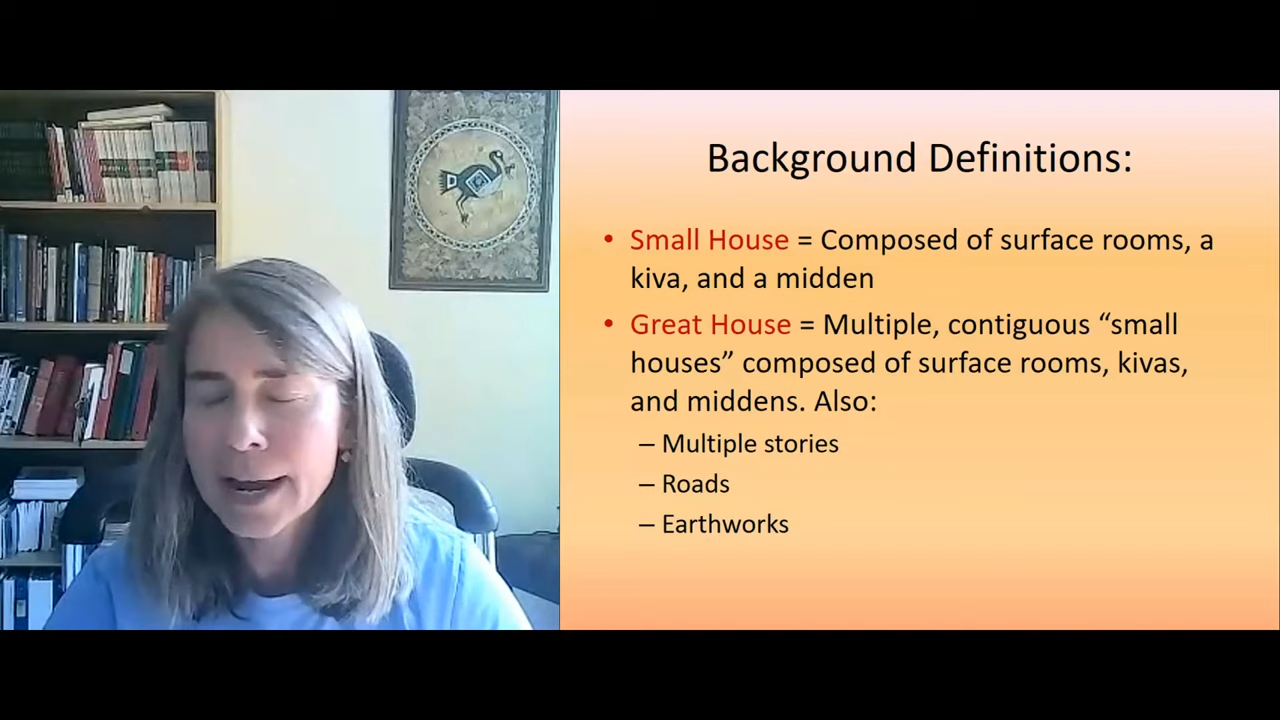 Background Definitions:
• Small House = Composed of surface rooms, a
kiva, and a midden
• Great House = Multiple, contiguous “small
houses” composed of surface rooms, kivas,
and middens. Also:
– Multiple stories
– Roads
– Earthworks